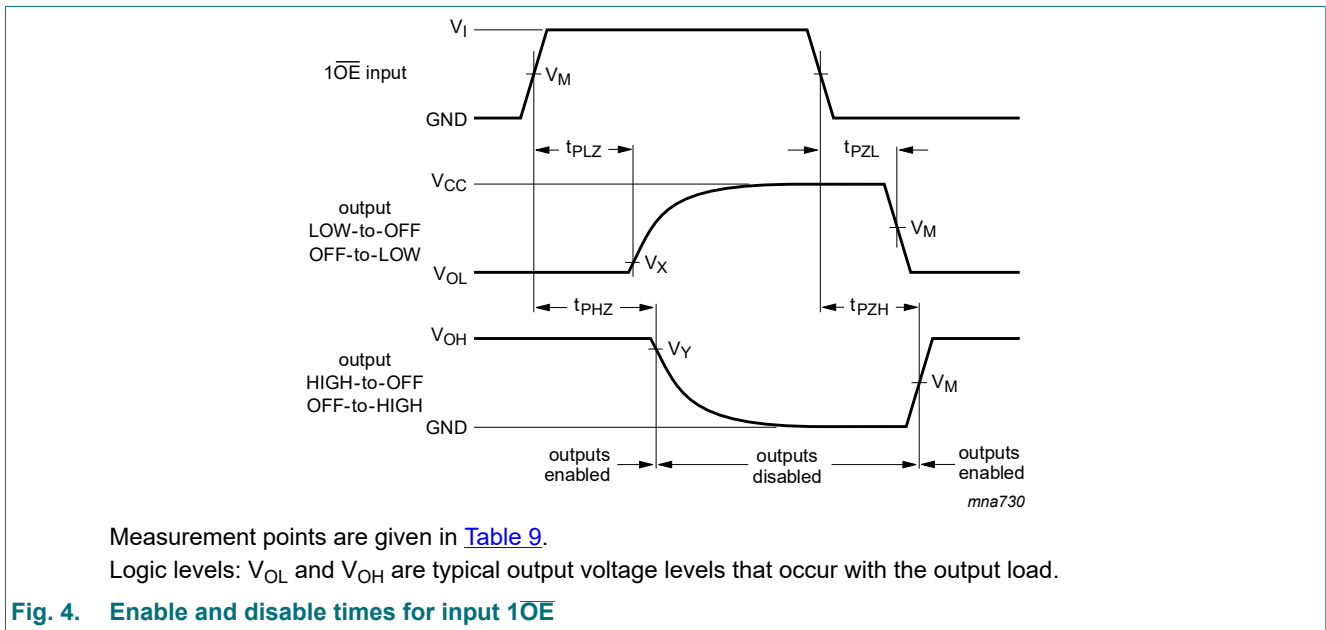 V_I
1O̅E̅ input
V_M
GND
t_PLZ
t_PZL
V_CC
output
LOW-to-OFF
OFF-to-LOW
V_M
V_X
V_OL
t_PHZ
t_PZH
V_OH
output
HIGH-to-OFF
OFF-to-HIGH
V_Y
V_M
GND
outputs
enabled
outputs
disabled
outputs
enabled
mna730
Measurement points are given in Table 9.
Logic levels: V_OL and V_OH are typical output voltage levels that occur with the output load.
Fig. 4. Enable and disable times for input 1O̅E̅